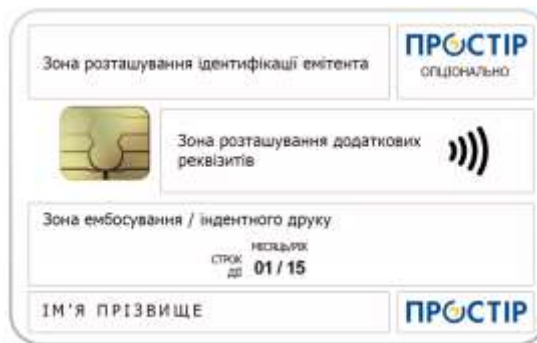 Зона розташування ідентифікації емітента
ПРОСТІР
ОПЦІОНАЛЬНО
Зона розташування додаткових
реквізитів
Зона ембосування / індентного друку
МІСЯЦЬ/РІК
СТРОК
ДІЇ
01 / 15
ІМ'Я ПРІЗВИЩЕ
ПРОСТІР